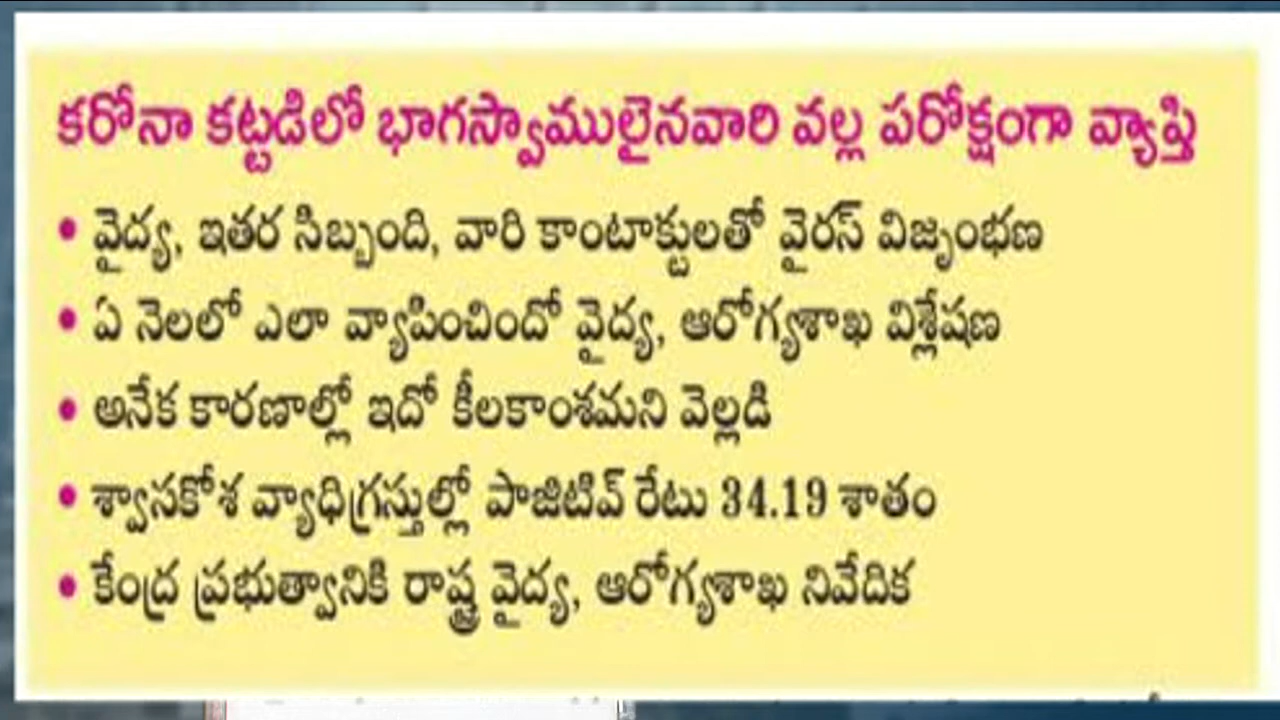 కరోనా కట్టడిలో భాగస్వాములైనవారి వల్ల పరోక్షంగా వ్యాప్తి
• వైద్య, ఇతర సిబ్బంది, వారి కాంటాక్టులతో వైరస్ విజృంభణ
• ఏ నెలలో ఎలా వ్యాపించిందో వైద్య, ఆరోగ్యశాఖ విశ్లేషణ
• అనేక కారణాల్లో ఇదో కీలకాంశమని వెల్లడి
• శ్వాసకోశ వ్యాధిగ్రస్తుల్లో పాజిటివ్ రేటు 34.19 శాతం
• కేంద్ర ప్రభుత్వానికి రాష్ట్ర వైద్య, ఆరోగ్యశాఖ నివేదిక